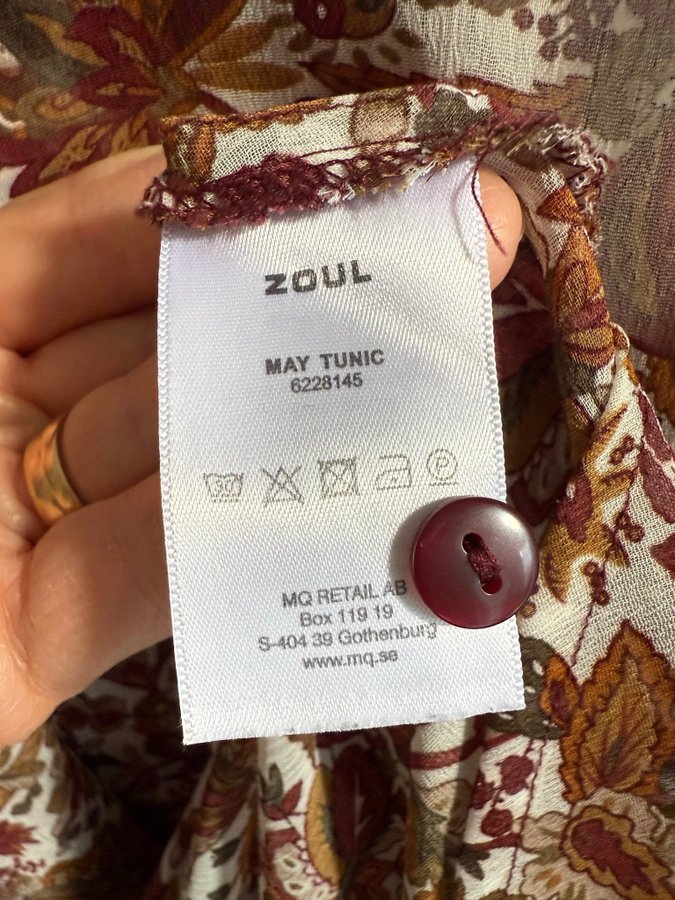 ZOUL
MAY TUNIC
6228145
30
P
MQ RETAIL AB
Box 119 19
S-404 39 Gothenburg
www.mq.se